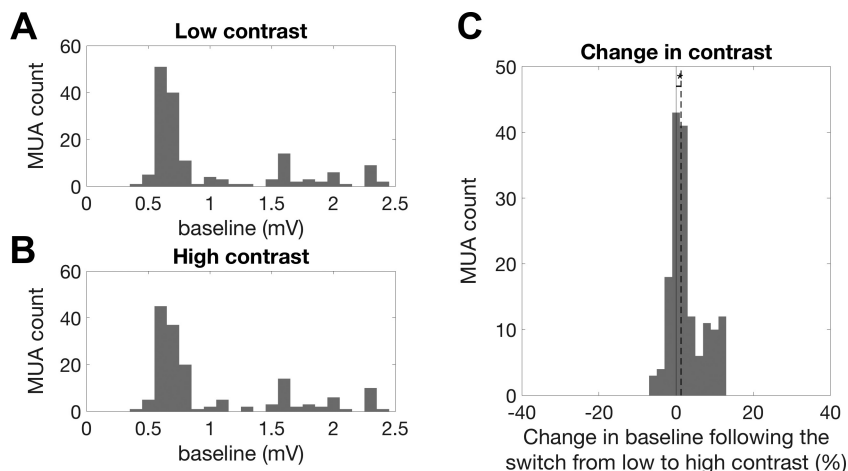 A
Low contrast
60
40
20
0
MUA count
0 0.5 1 1.5 2 2.5
baseline (mV)
B
High contrast
60
40
20
0
MUA count
0 0.5 1 1.5 2 2.5
baseline (mV)
C
Change in contrast
50
40
30
20
10
0
MUA count
*
-40 -20 0 20 40
Change in baseline following the
switch from low to high contrast (%)